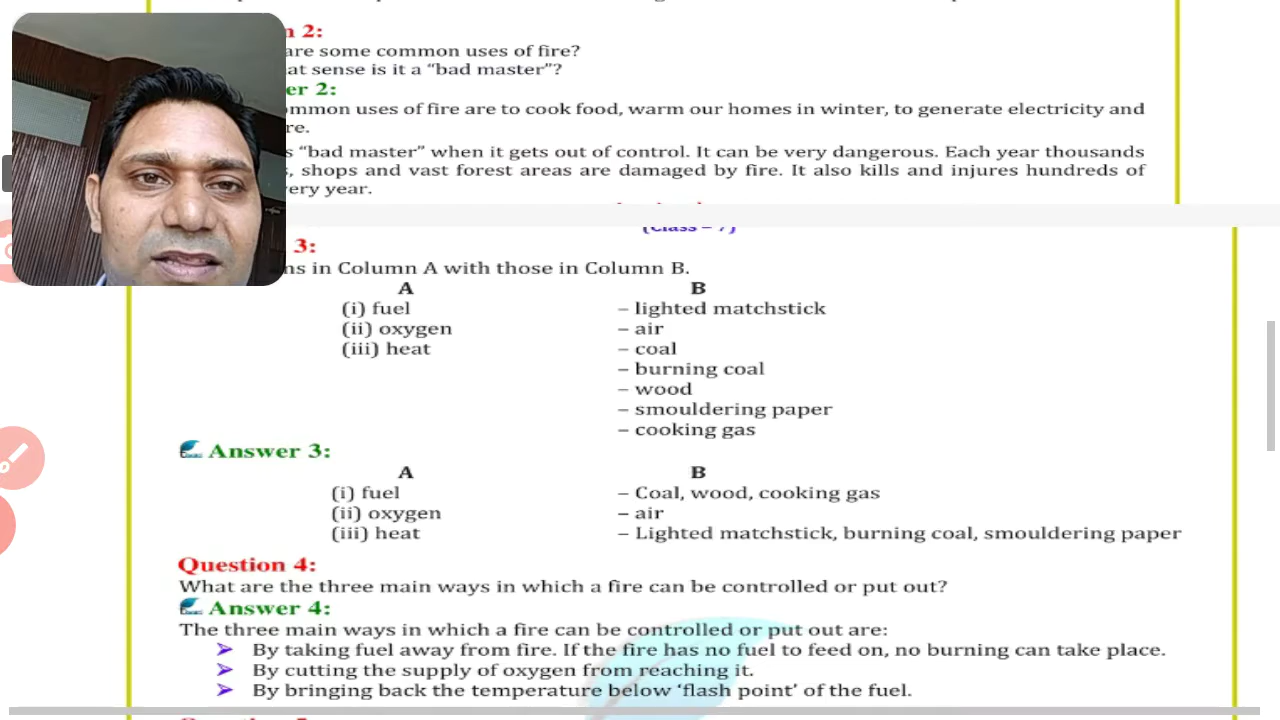 n 2:
are some common uses of fire?
at sense is it a “bad master”?
er 2:
mmon uses of fire are to cook food, warm our homes in winter, to generate electricity and
re.
s “bad master” when it gets out of control. It can be very dangerous. Each year thousands
, shops and vast forest areas are damaged by fire. It also kills and injures hundreds of
very year.
(Class – 7)
3:
ns in Column A with those in Column B.
A B
(i) fuel – lighted matchstick
(ii) oxygen – air
(iii) heat – coal
– burning coal
– wood
– smouldering paper
– cooking gas
Answer 3:
A B
(i) fuel – Coal, wood, cooking gas
(ii) oxygen – air
(iii) heat – Lighted matchstick, burning coal, smouldering paper
Question 4:
What are the three main ways in which a fire can be controlled or put out?
Answer 4:
The three main ways in which a fire can be controlled or put out are:
➢ By taking fuel away from fire. If the fire has no fuel to feed on, no burning can take place.
➢ By cutting the supply of oxygen from reaching it.
➢ By bringing back the temperature below ‘flash point’ of the fuel.